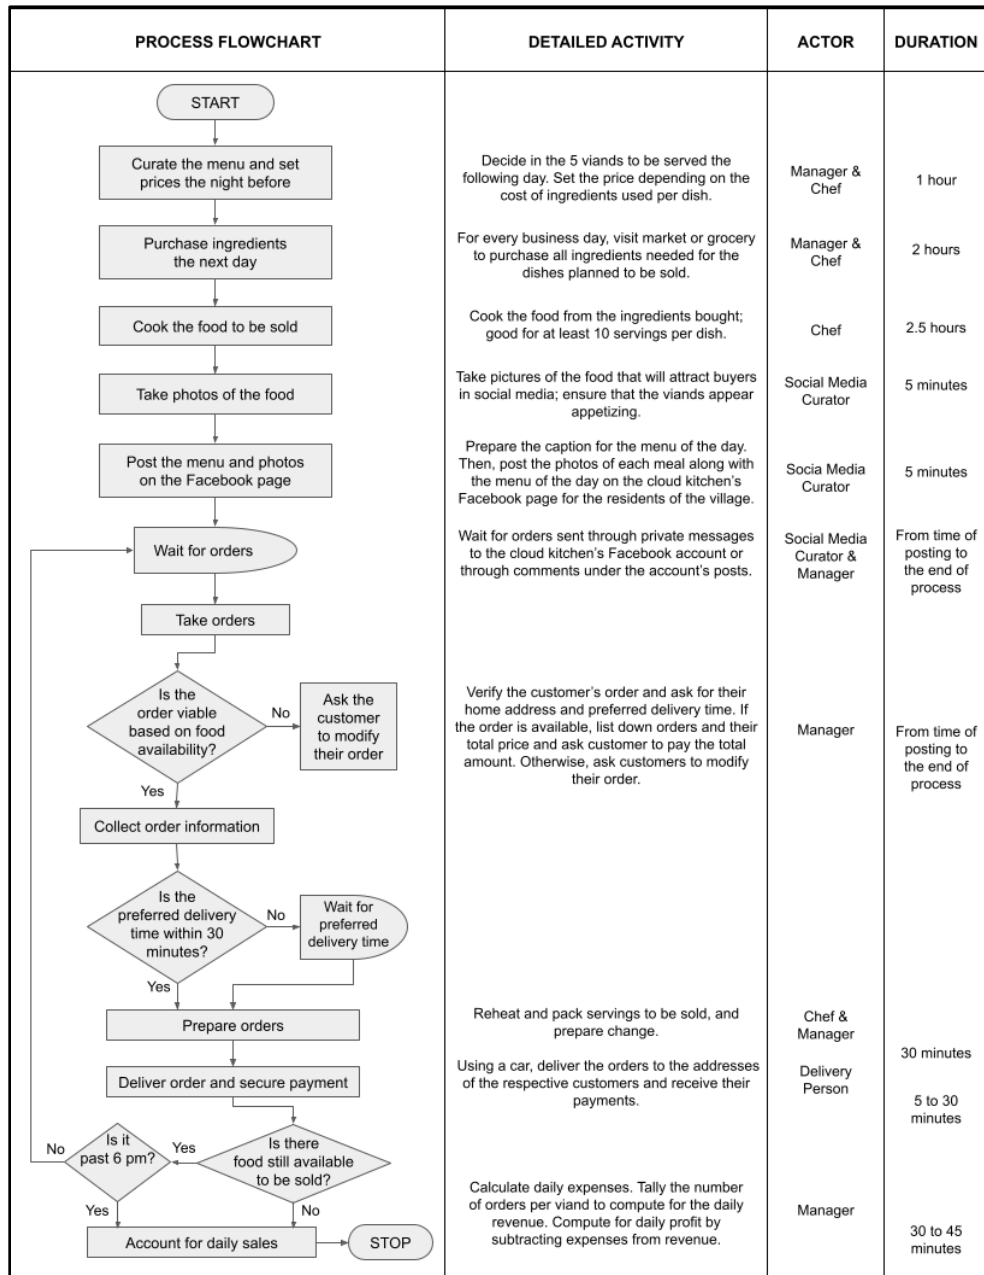 PROCESS FLOWCHART
DETAILED ACTIVITY
ACTOR
DURATION
START
Curate the menu and set
prices the night before
Decide in the 5 viands to be served the
following day. Set the price depending on the
cost of ingredients used per dish.
Manager &
Chef
1 hour
Purchase ingredients
the next day
For every business day, visit market or grocery
to purchase all ingredients needed for the
dishes planned to be sold.
Manager &
Chef
2 hours
Cook the food to be sold
Cook the food from the ingredients bought;
good for at least 10 servings per dish.
Chef
2.5 hours
Take photos of the food
Take pictures of the food that will attract buyers
in social media; ensure that the viands appear
appetizing.
Social Media
Curator
5 minutes
Post the menu and photos
on the Facebook page
Prepare the caption for the menu of the day.
Then, post the photos of each meal along with
the menu of the day on the cloud kitchen's
Facebook page for the residents of the village.
Socia Media
Curator
5 minutes
Wait for orders
Wait for orders sent through private messages
to the cloud kitchen's Facebook account or
through comments under the account's posts.
Social Media
Curator &
Manager
From time of
posting to
the end of
process
Take orders
Is the
order viable
based on food
availability?
No
Ask the
customer
to modify
their order
Yes
Verify the customer's order and ask for their
home address and preferred delivery time. If
the order is available, list down orders and their
total price and ask customer to pay the total
amount. Otherwise, ask customers to modify
their order.
Manager
From time of
posting to
the end of
process
Collect order information
Is the
preferred delivery
time within 30
minutes?
No
Wait for
preferred
delivery time
Yes
Prepare orders
Reheat and pack servings to be sold, and
prepare change.
Chef &
Manager
30 minutes
Deliver order and secure payment
Using a car, deliver the orders to the addresses
of the respective customers and receive their
payments.
Delivery
Person
5 to 30
minutes
Is there
food still available
to be sold?
Yes
Is it
past 6 pm?
No
Yes
No
Account for daily sales
STOP
Calculate daily expenses. Tally the number
of orders per viand to compute for the daily
revenue. Compute for daily profit by
subtracting expenses from revenue.
Manager
30 to 45
minutes